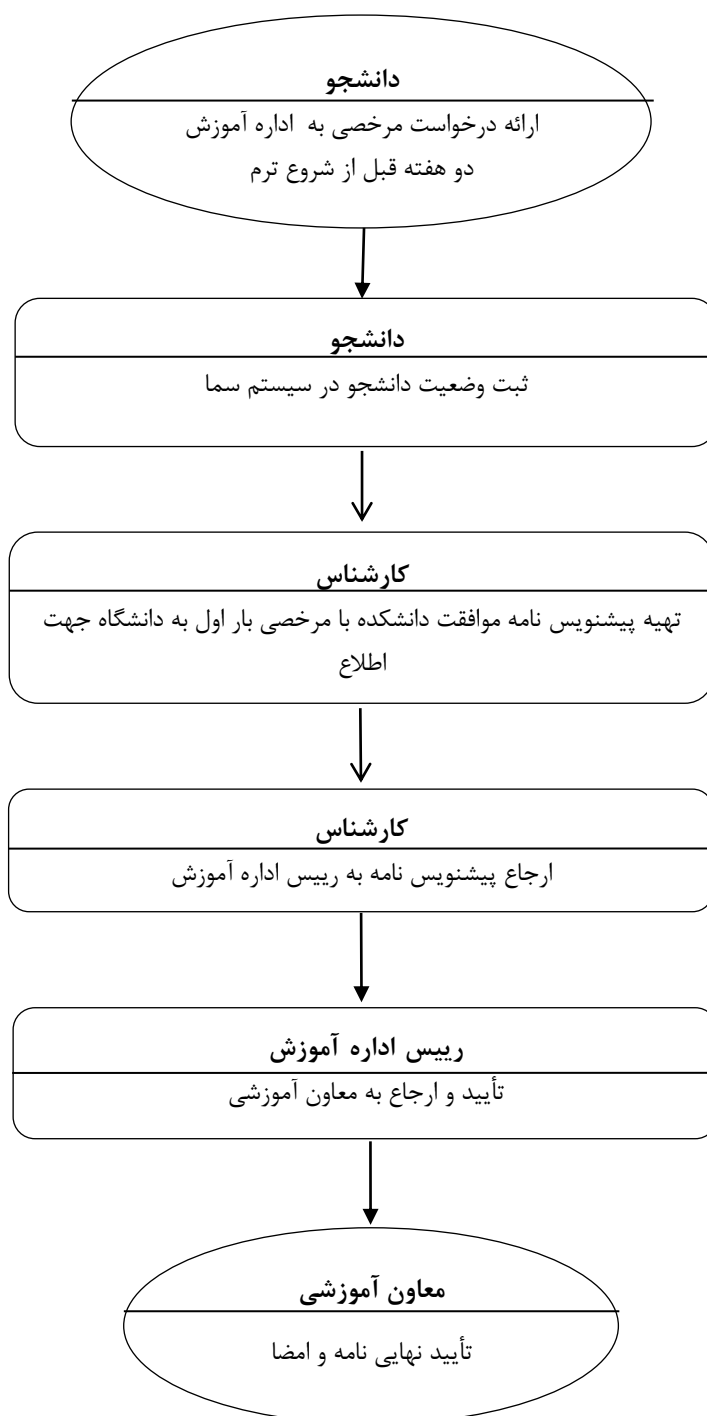 دانشجو
ارائه درخواست مرخصی به اداره آموزش
دو هفته قبل از شروع ترم
دانشجو
ثبت وضعیت دانشجو در سیستم سما
کارشناس
تهیه پیشنویس نامه موافقت دانشکده با مرخصی بار اول به دانشگاه جهت
اطلاع
کارشناس
ارجاع پیشنویس نامه به رییس اداره آموزش
رییس اداره آموزش
تأیید و ارجاع به معاون آموزشی
معاون آموزشی
تأیید نهایی نامه و امضا